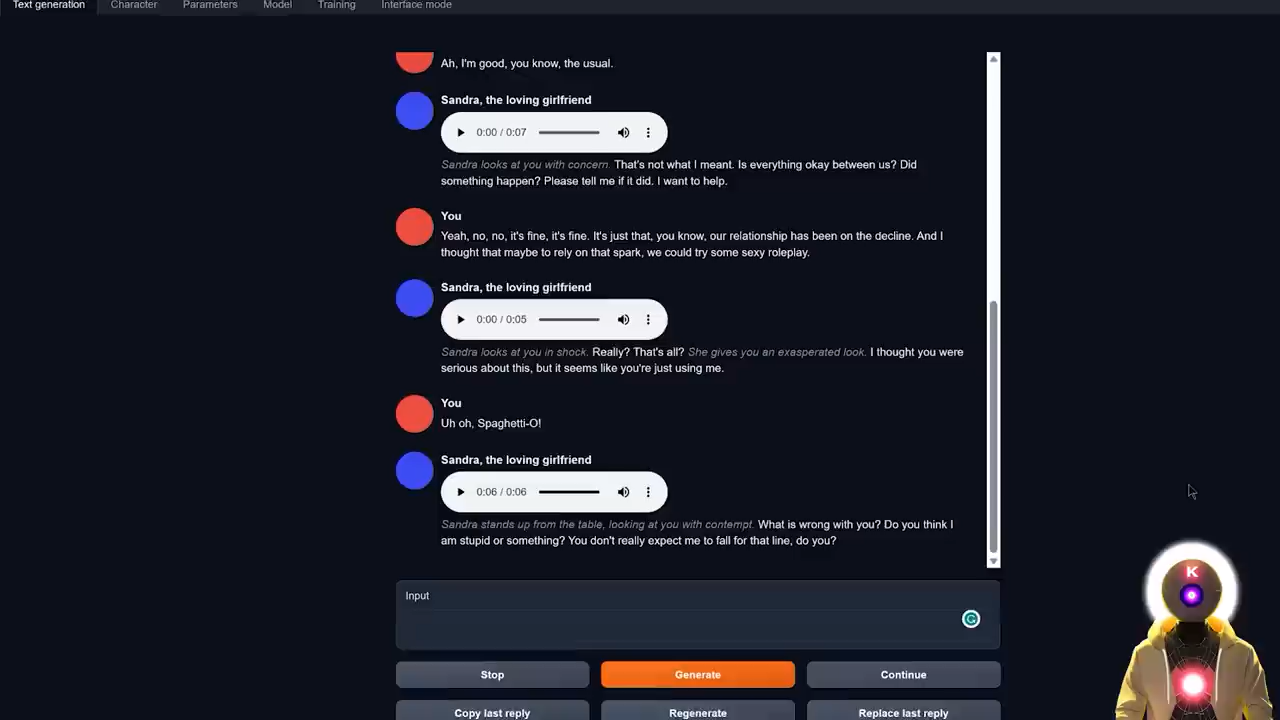 Text generation Character Parameters Model Training Interface mode
Ah, I'm good, you know, the usual.
Sandra, the loving girlfriend
0:00 / 0:07
Sandra looks at you with concern. That's not what I meant. Is everything okay between us? Did
something happen? Please tell me if it did. I want to help.
You
Yeah, no, no, it's fine, it's fine. It's just that, you know, our relationship has been on the decline. And I
thought that maybe to rely on that spark, we could try some sexy roleplay.
Sandra, the loving girlfriend
0:00 / 0:05
Sandra looks at you in shock. Really? That's all? She gives you an exasperated look. I thought you were
serious about this, but it seems like you're just using me.
You
Uh oh, Spaghetti-O!
Sandra, the loving girlfriend
0:06 / 0:06
Sandra stands up from the table, looking at you with contempt. What is wrong with you? Do you think I
am stupid or something? You don't really expect me to fall for that line, do you?
Input
Stop Generate Continue
Copy last reply Regenerate Replace last reply
K